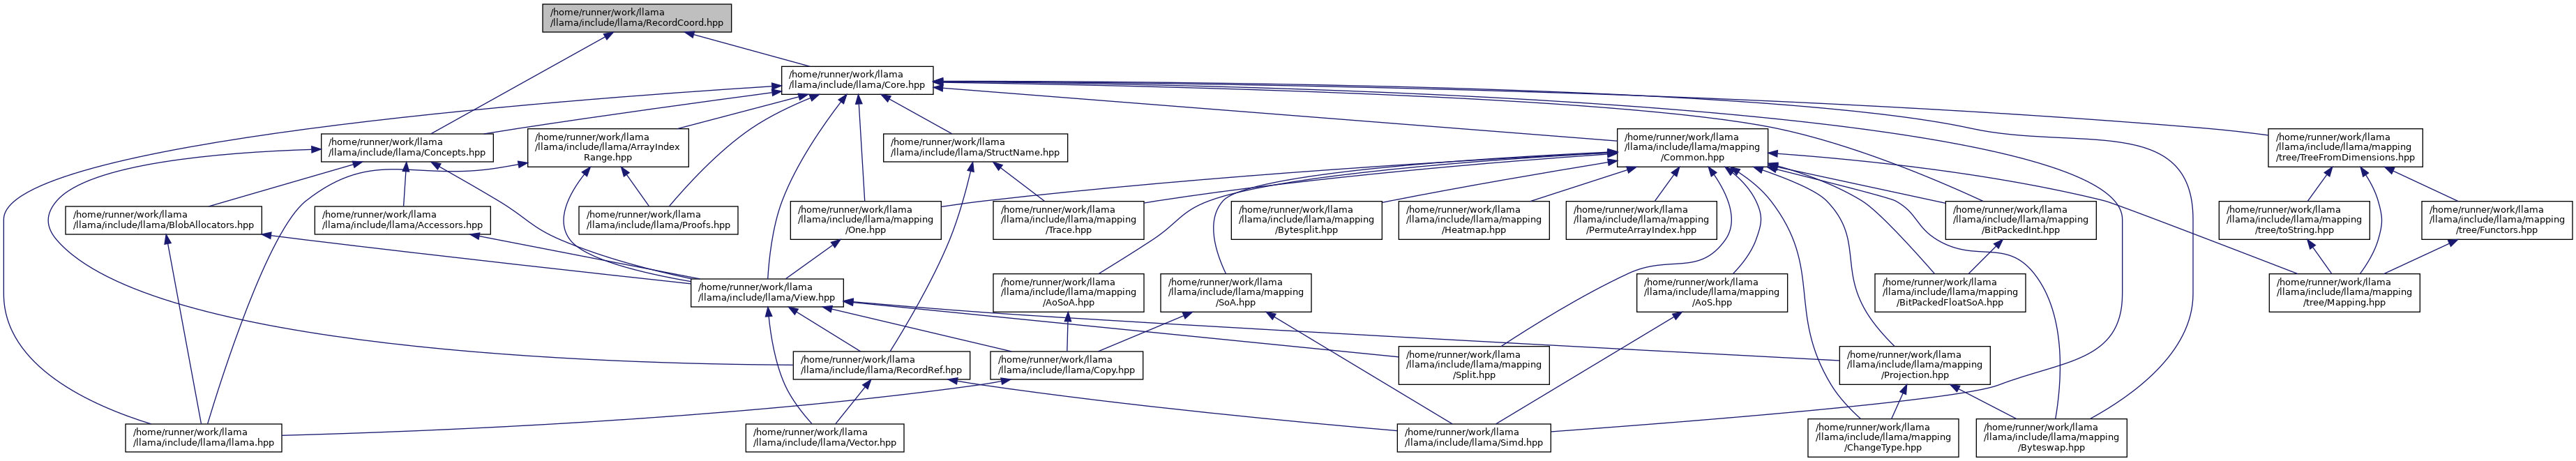 /home/runner/work/llama
/llama/include/llama/RecordCoord.hpp
/home/runner/work/llama
/llama/include/llama/Core.hpp
/home/runner/work/llama
/llama/include/llama/Concepts.hpp
/home/runner/work/llama
/llama/include/llama/ArrayIndex
Range.hpp
/home/runner/work/llama
/llama/include/llama/StructName.hpp
/home/runner/work/llama
/llama/include/llama/mapping
/Common.hpp
/home/runner/work/llama
/llama/include/llama/mapping
/tree/TreeFromDimensions.hpp
/home/runner/work/llama
/llama/include/llama/BlobAllocators.hpp
/home/runner/work/llama
/llama/include/llama/Accessors.hpp
/home/runner/work/llama
/llama/include/llama/Proofs.hpp
/home/runner/work/llama
/llama/include/llama/mapping
/One.hpp
/home/runner/work/llama
/llama/include/llama/mapping
/Trace.hpp
/home/runner/work/llama
/llama/include/llama/mapping
/Bytesplit.hpp
/home/runner/work/llama
/llama/include/llama/mapping
/Heatmap.hpp
/home/runner/work/llama
/llama/include/llama/mapping
/PermuteArrayIndex.hpp
/home/runner/work/llama
/llama/include/llama/mapping
/BitPackedInt.hpp
/home/runner/work/llama
/llama/include/llama/mapping
/tree/toString.hpp
/home/runner/work/llama
/llama/include/llama/mapping
/tree/Functors.hpp
/home/runner/work/llama
/llama/include/llama/View.hpp
/home/runner/work/llama
/llama/include/llama/mapping
/AoSoA.hpp
/home/runner/work/llama
/llama/include/llama/mapping
/SoA.hpp
/home/runner/work/llama
/llama/include/llama/mapping
/AoS.hpp
/home/runner/work/llama
/llama/include/llama/mapping
/BitPackedFloatSoA.hpp
/home/runner/work/llama
/llama/include/llama/mapping
/tree/Mapping.hpp
/home/runner/work/llama
/llama/include/llama/RecordRef.hpp
/home/runner/work/llama
/llama/include/llama/Copy.hpp
/home/runner/work/llama
/llama/include/llama/mapping
/Split.hpp
/home/runner/work/llama
/llama/include/llama/mapping
/Projection.hpp
/home/runner/work/llama
/llama/include/llama/llama.hpp
/home/runner/work/llama
/llama/include/llama/Vector.hpp
/home/runner/work/llama
/llama/include/llama/Simd.hpp
/home/runner/work/llama
/llama/include/llama/mapping
/ChangeType.hpp
/home/runner/work/llama
/llama/include/llama/mapping
/Byteswap.hpp